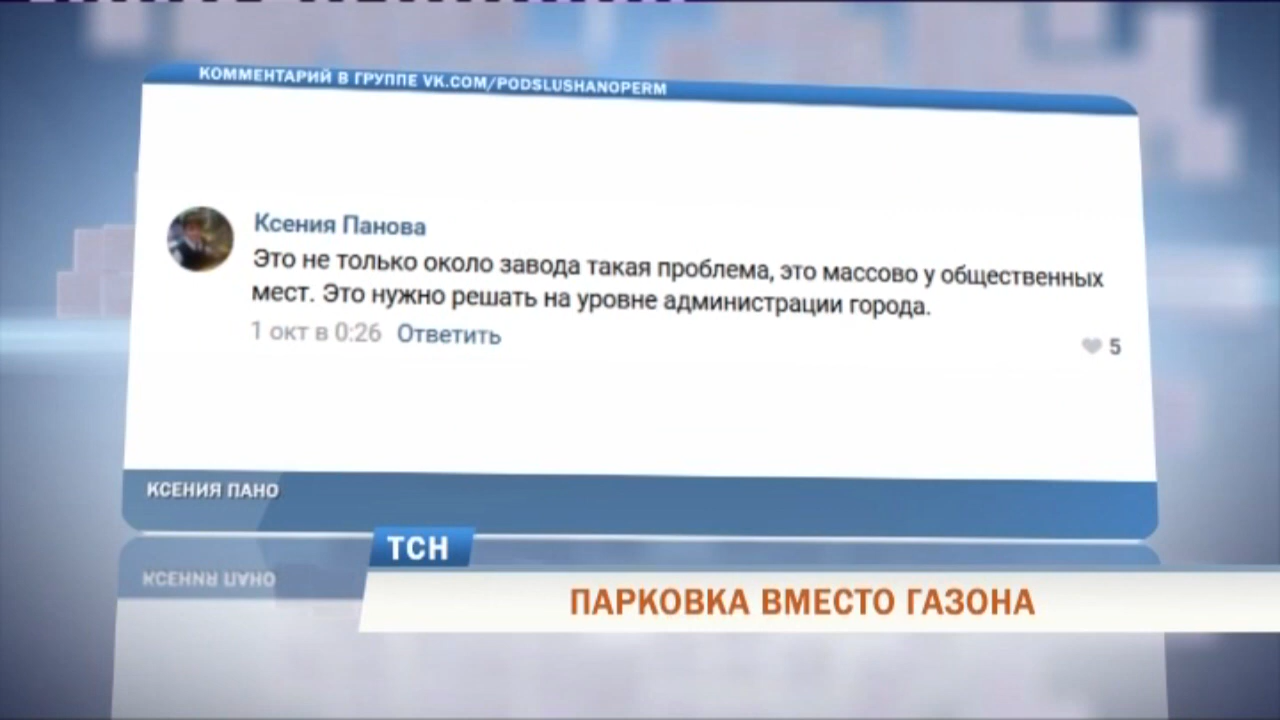 КОММЕНТАРИЙ В ГРУППЕ VK.COM/PODSLUSHANOPERM
Ксения Панова
Это не только около завода такая проблема, это массово у общественных
мест. Это нужно решать на уровне администрации города.
1 окт в 0:26 Ответить
5
КСЕНИЯ ПАНО
ТСН
ПАРКОВКА ВМЕСТО ГАЗОНА